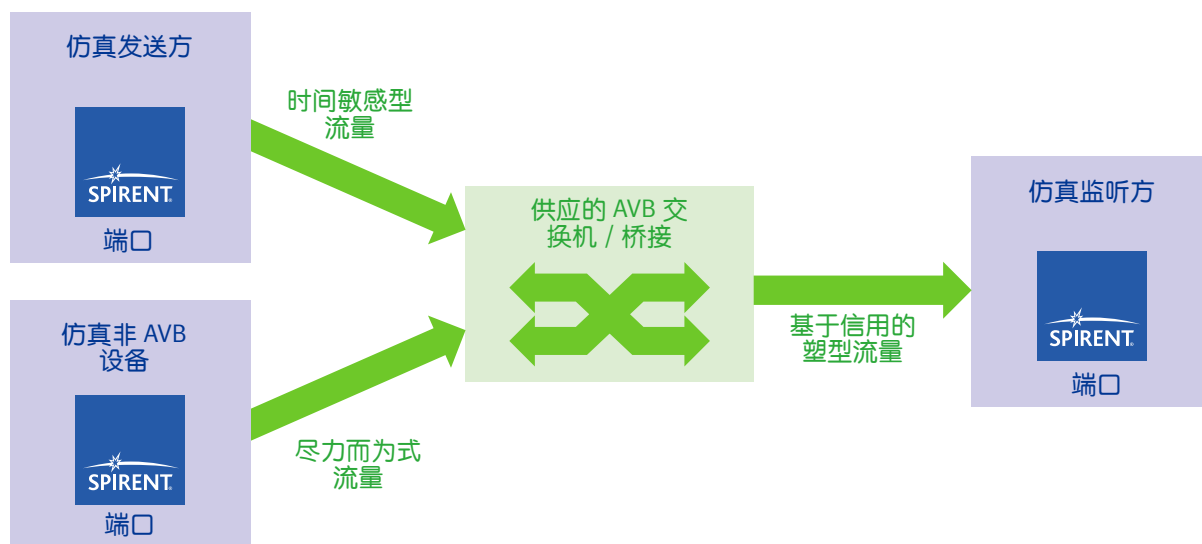 仿真发送方
SPIRENT.
端口
时间敏感型
流量
仿真非 AVB
设备
SPIRENT.
端口
尽力而为式
流量
供应的 AVB 交
换机 / 桥接
基于信用的
塑型流量
仿真监听方
SPIRENT.
端口